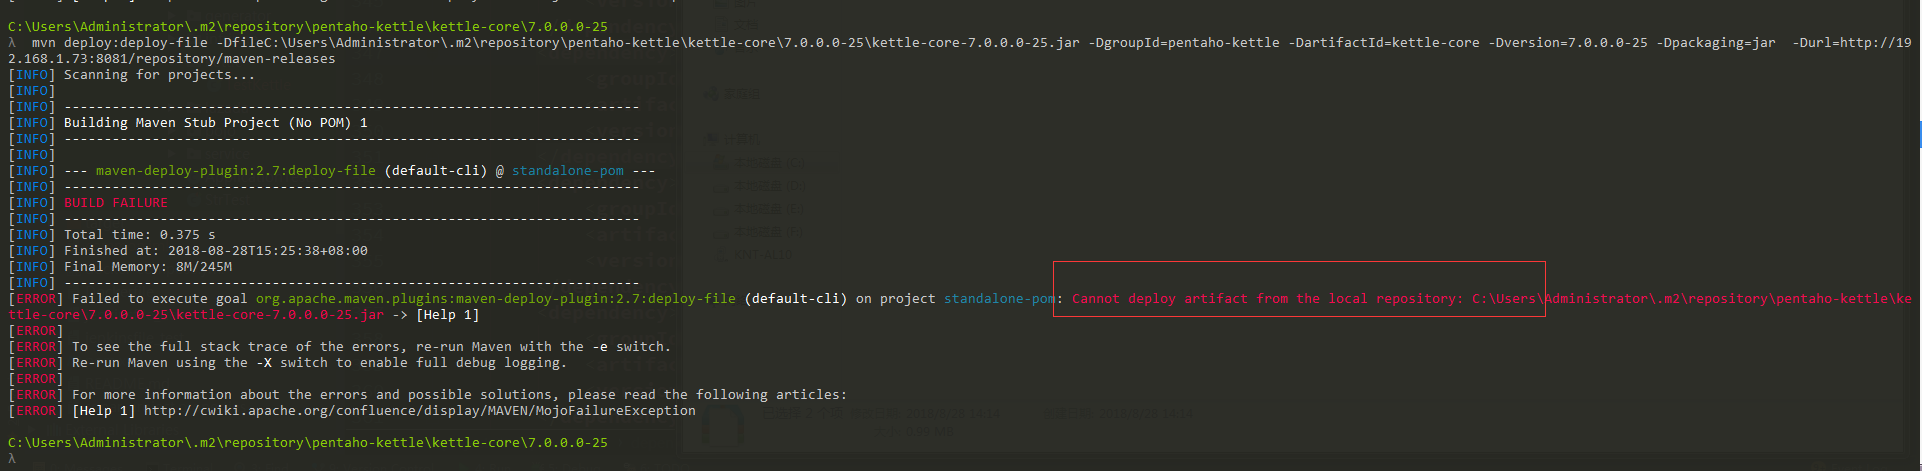 C:\Users\Administrator\.m2\repository\pentaho-kettle\kettle-core\7.0.0.0-25
λ  mvn deploy:deploy-file -DfileC:\Users\Administrator\.m2\repository\pentaho-kettle\kettle-core\7.0.0.0-25\kettle-core-7.0.0.0-25.jar -DgroupId=pentaho-kettle -DartifactId=kettle-core -Dversion=7.0.0.0-25 -Dpackaging=jar  -Durl=http://19
2.168.1.73:8081/repository/maven-releases
[INFO] Scanning for projects...
[INFO]
[INFO] ------------------------------------------------------------------------
[INFO] Building Maven Stub Project (No POM) 1
[INFO] ------------------------------------------------------------------------
[INFO]
[INFO] --- maven-deploy-plugin:2.7:deploy-file (default-cli) @ standalone-pom ---
[INFO] ------------------------------------------------------------------------
[INFO] BUILD FAILURE
[INFO] ------------------------------------------------------------------------
[INFO] Total time: 0.375 s
[INFO] Finished at: 2018-08-28T15:25:38+08:00
[INFO] Final Memory: 8M/245M
[INFO] ------------------------------------------------------------------------
[ERROR] Failed to execute goal org.apache.maven.plugins:maven-deploy-plugin:2.7:deploy-file (default-cli) on project standalone-pom: Cannot deploy artifact from the local repository: C:\Users\Administrator\.m2\repository\pentaho-kettle\ke
ttle-core\7.0.0.0-25\kettle-core-7.0.0.0-25.jar -> [Help 1]
[ERROR]
[ERROR] To see the full stack trace of the errors, re-run Maven with the -e switch.
[ERROR] Re-run Maven using the -X switch to enable full debug logging.
[ERROR]
[ERROR] For more information about the errors and possible solutions, please read the following articles:
[ERROR] [Help 1] http://cwiki.apache.org/confluence/display/MAVEN/MojoFailureException
C:\Users\Administrator\.m2\repository\pentaho-kettle\kettle-core\7.0.0.0-25
λ